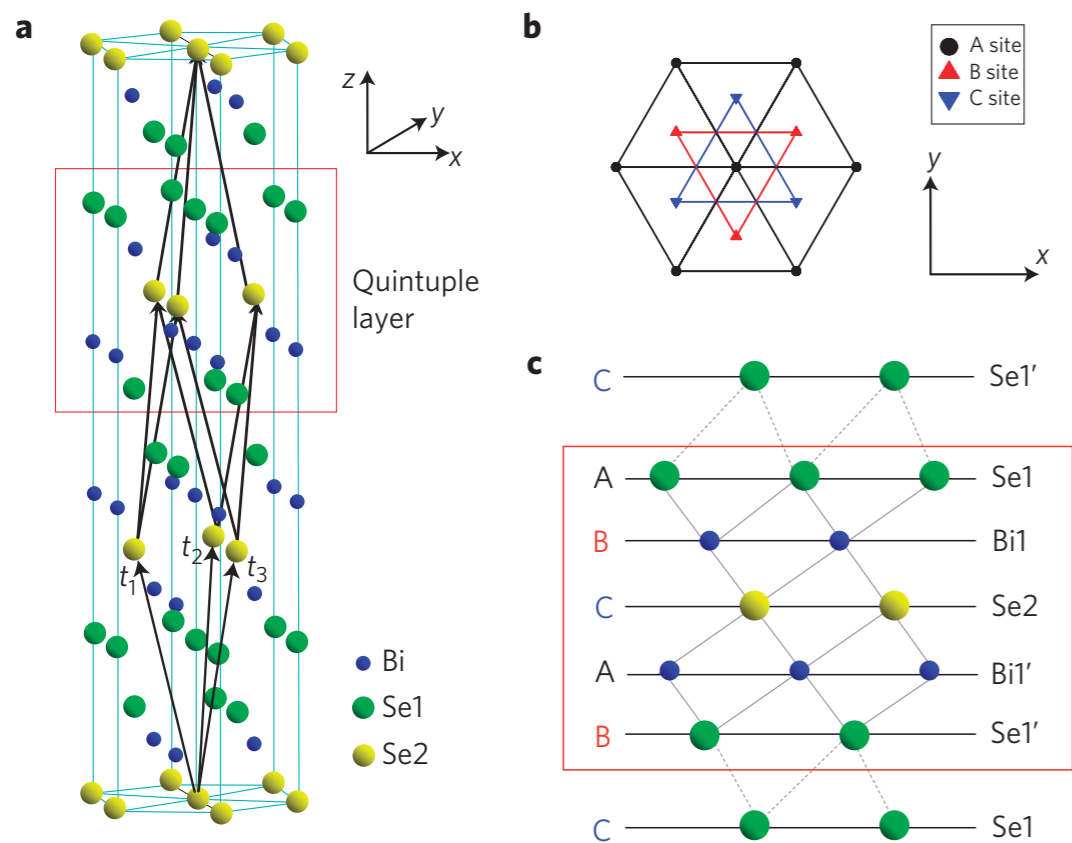 a
z
y
x
Quintuple
layer
t1
t2
t3
Bi
Se1
Se2
b
A site
B site
C site
y
x
c
C Se1′
A Se1
B Bi1
C Se2
A Bi1′
B Se1′
C Se1